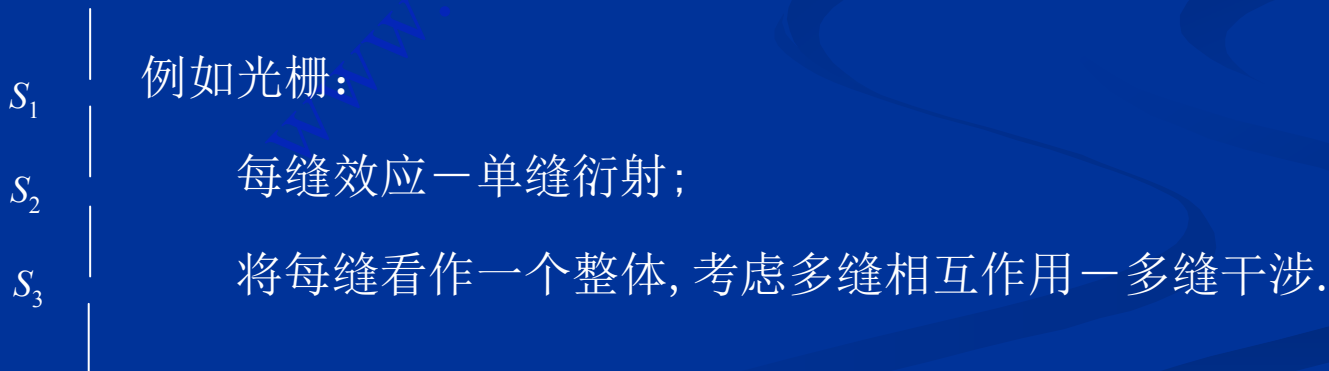 例如光栅：
S₁
每缝效应－单缝衍射；
S₂
将每缝看作一个整体,考虑多缝相互作用－多缝干涉.
S₃
www.